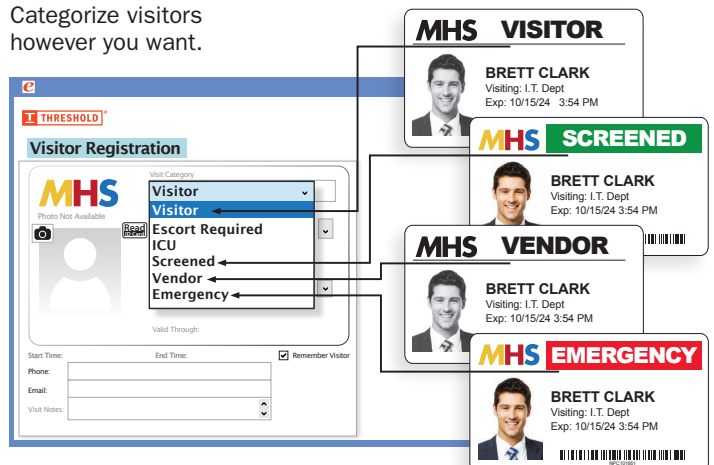 Categorize visitors
however you want.
e
T THRESHOLD®
Visitor Registration
MHS
Photo Not Available
Visit Category
Visitor
Visitor
Escort Required
ICU
Screened
Vendor
Emergency
Valid Through:
Start Time:
End Time:
Remember Visitor
Phone:
Email:
Visit Notes:
MHS VISITOR
BRETT CLARK
Visiting: I.T. Dept
Exp: 10/15/24 3:54 PM
MHS SCREENED
BRETT CLARK
Visiting: I.T. Dept
Exp: 10/15/24 3:54 PM
MHS VENDOR
BRETT CLARK
Visiting: I.T. Dept
Exp: 10/15/24 3:54 PM
MHS EMERGENCY
BRETT CLARK
Visiting: I.T. Dept
Exp: 10/15/24 3:54 PM
NPC101951